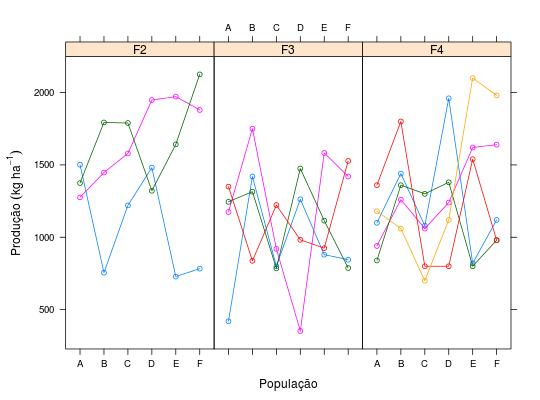 A B C D E F
F2 F3 F4
2000
1500
1000
500
Produção (kg ha⁻¹)
A B C D E F A B C D E F
População